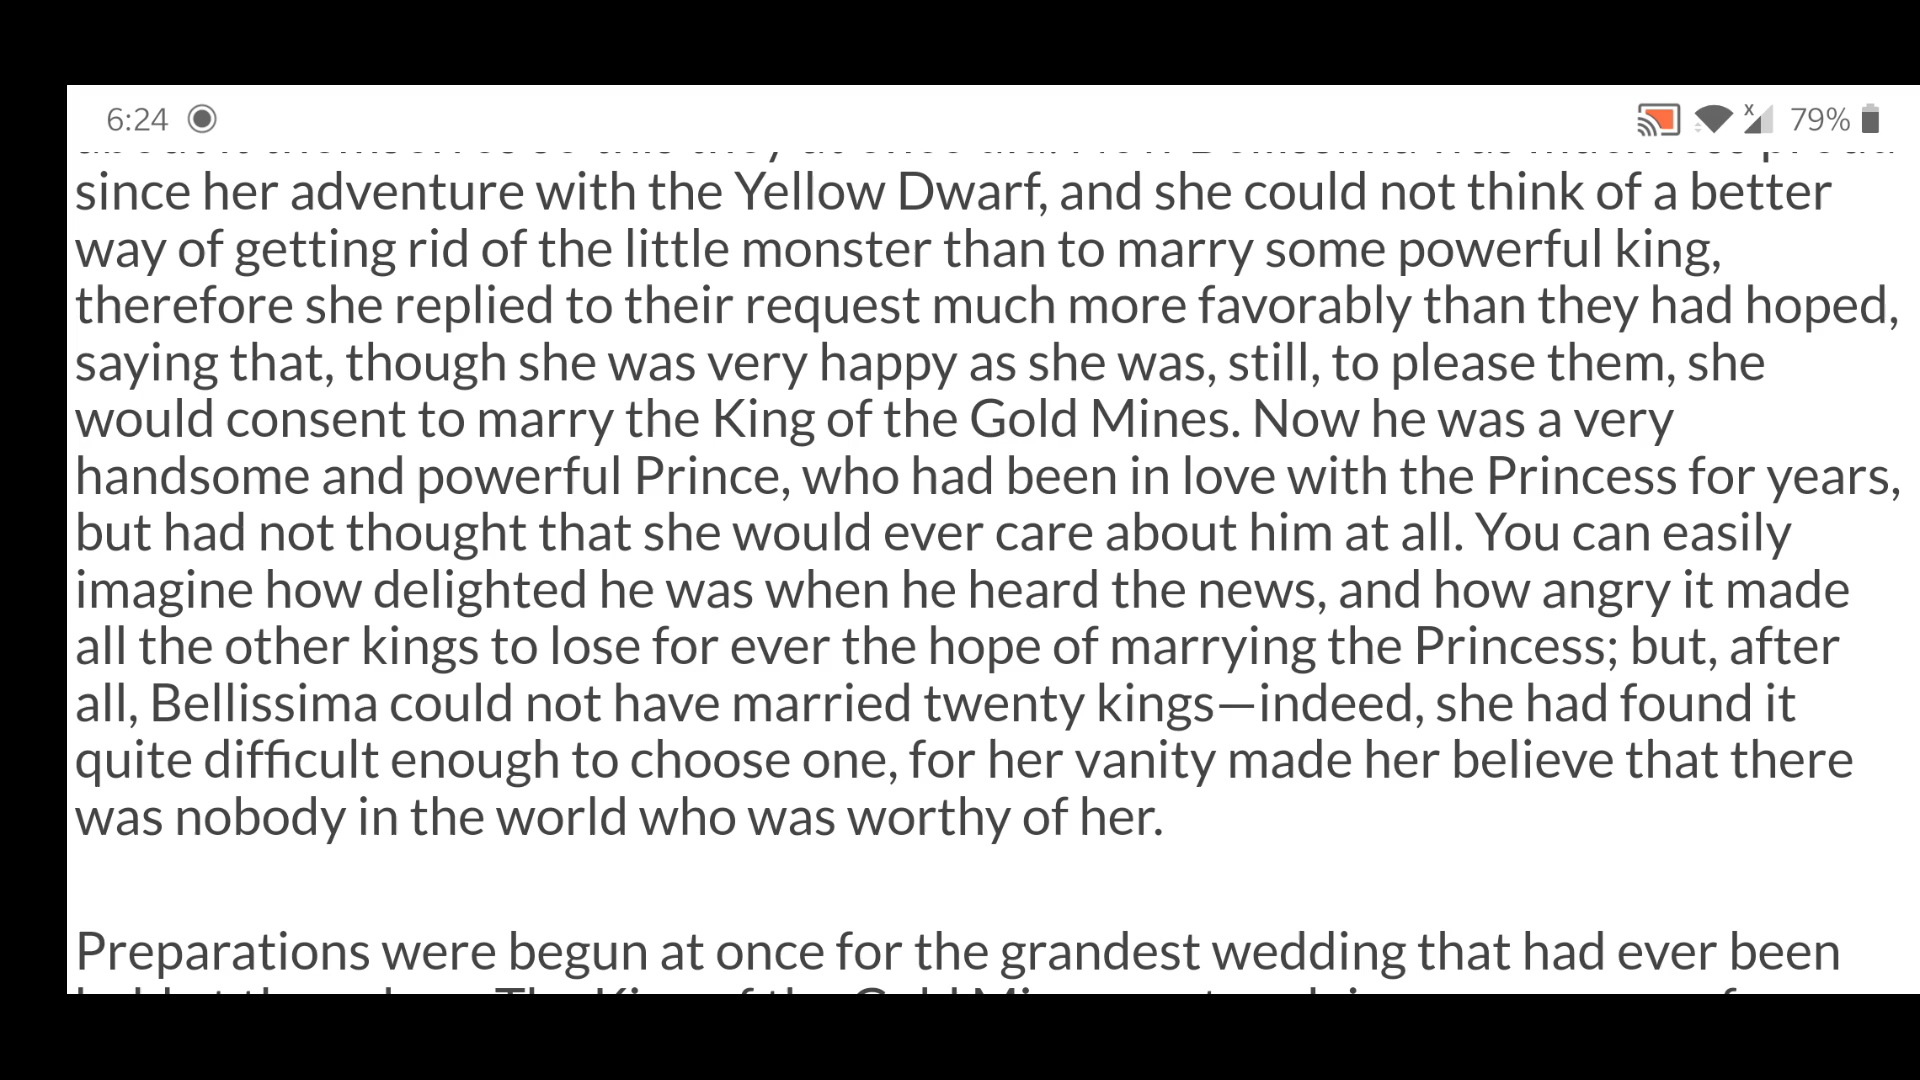 6:24
x 79%
since her adventure with the Yellow Dwarf, and she could not think of a better
way of getting rid of the little monster than to marry some powerful king,
therefore she replied to their request much more favorably than they had hoped,
saying that, though she was very happy as she was, still, to please them, she
would consent to marry the King of the Gold Mines. Now he was a very
handsome and powerful Prince, who had been in love with the Princess for years,
but had not thought that she would ever care about him at all. You can easily
imagine how delighted he was when he heard the news, and how angry it made
all the other kings to lose for ever the hope of marrying the Princess; but, after
all, Bellissima could not have married twenty kings—indeed, she had found it
quite difficult enough to choose one, for her vanity made her believe that there
was nobody in the world who was worthy of her.
Preparations were begun at once for the grandest wedding that had ever been